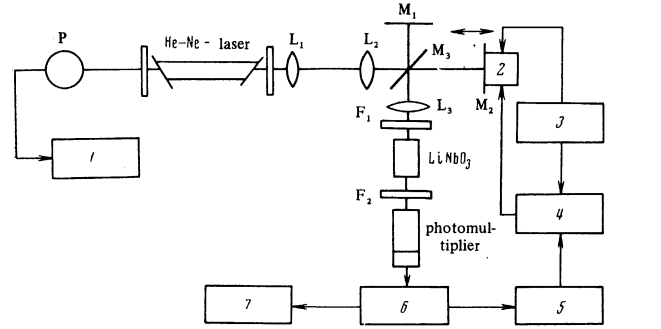 M1
P
He-Ne- laser
L1
L2
M3
2
F1
L3
M2
3
1
LiNbO3
F2
4
photomul-
tiplier
7
6
5